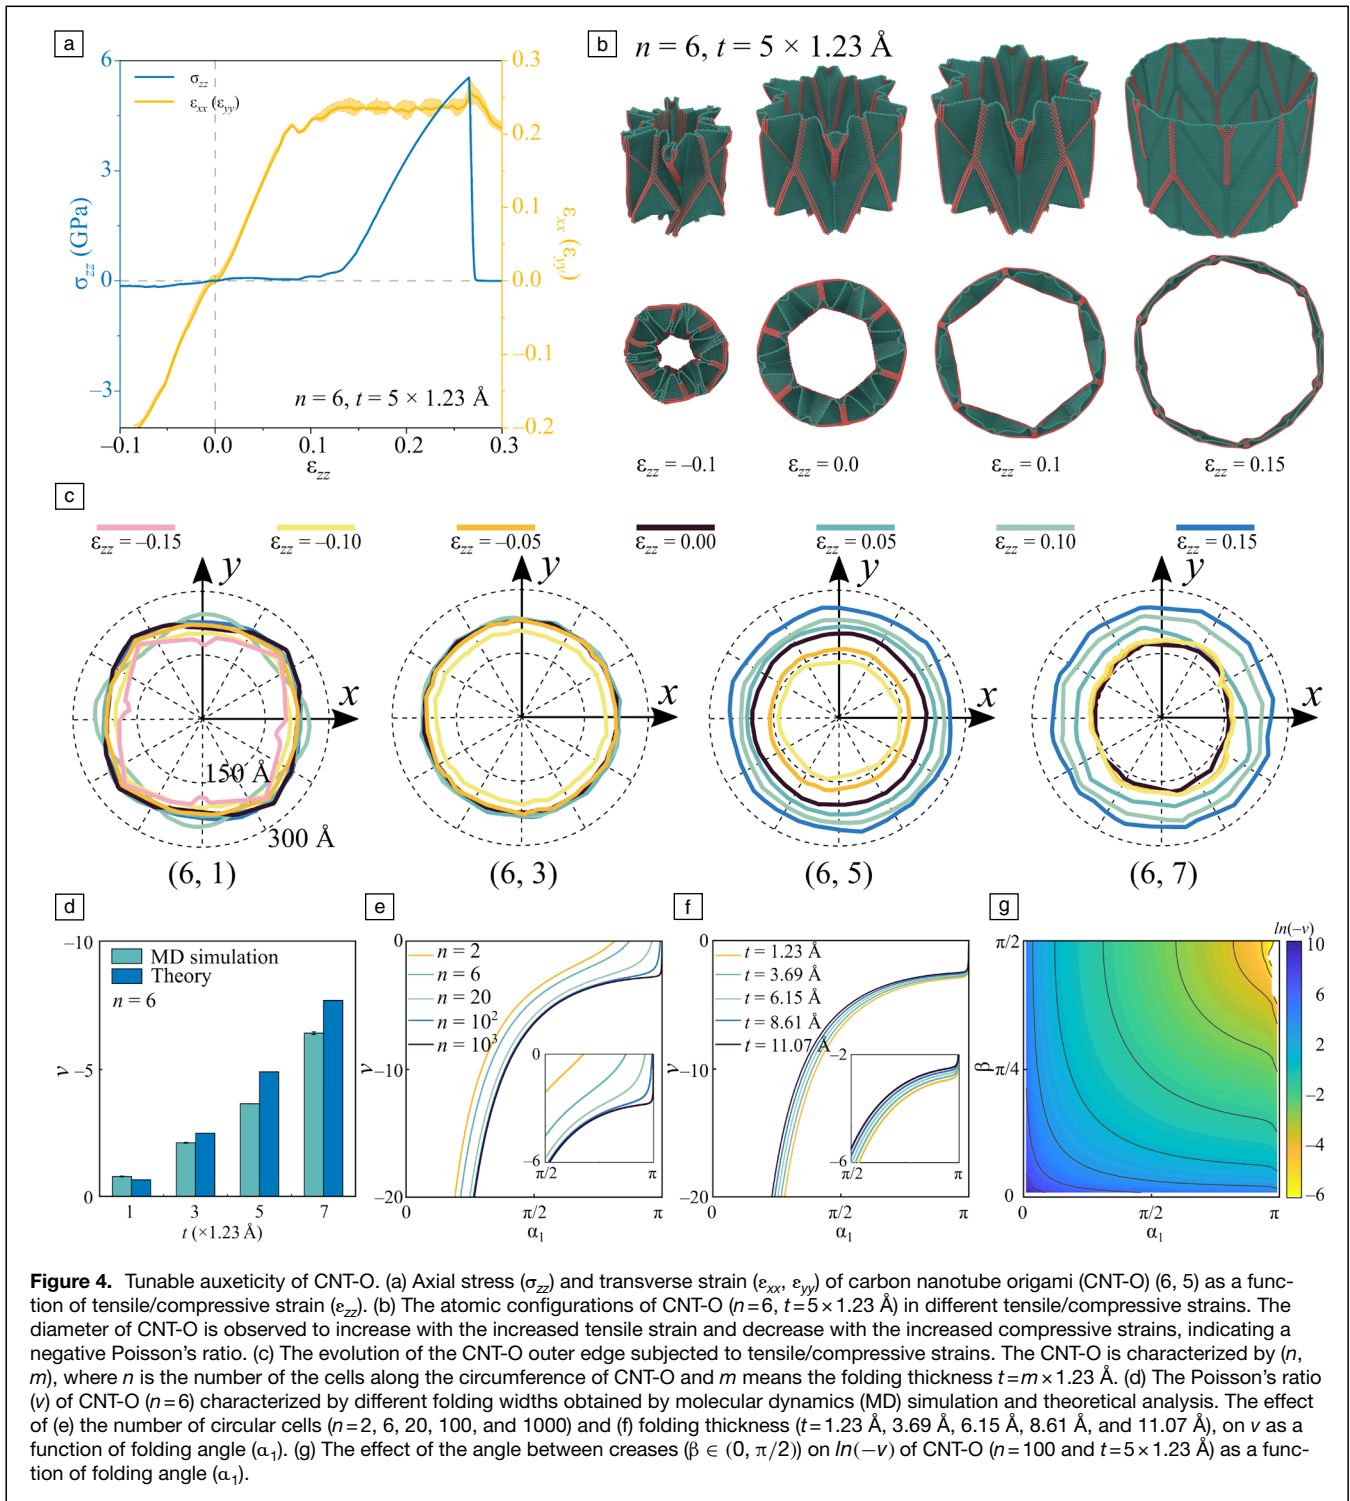 a
6
3
0
−3
σzz (GPa)
σzz
εxx (εyy)
0.3
0.2
0.1
0.0
−0.1
−0.2
εxx (εyy)
n = 6, t = 5 × 1.23 Å
−0.1 0.0 0.1 0.2 0.3
εzz
b
n = 6, t = 5 × 1.23 Å
εzz = −0.1 εzz = 0.0 εzz = 0.1 εzz = 0.15
c
εzz = −0.15 εzz = −0.10 εzz = −0.05 εzz = 0.00 εzz = 0.05 εzz = 0.10 εzz = 0.15
y y y y
x x x x
150 Å
300 Å
(6, 1) (6, 3) (6, 5) (6, 7)
d
−10
−5
0
ν
MD simulation
Theory
n = 6
1 3 5 7
t (×1.23 Å)
e
0
−10
−20
ν
n = 2
n = 6
n = 20
n = 10²
n = 10³
0
−6
π/2 π
0 π/2 π
α1
f
0
−10
−20
ν
t = 1.23 Å
t = 3.69 Å
t = 6.15 Å
t = 8.61 Å
t = 11.07 Å
−2
−6
π/2 π
0 π/2 π
α1
g
π/2
π/4
0
β
0 π/2 π
α1
ln(−ν)
10
6
2
−2
−4
−6
Figure 4. Tunable auxeticity of CNT-O. (a) Axial stress (σzz) and transverse strain (εxx, εyy) of carbon nanotube origami (CNT-O) (6, 5) as a func-
tion of tensile/compressive strain (εzz). (b) The atomic configurations of CNT-O (n = 6, t = 5 × 1.23 Å) in different tensile/compressive strains. The
diameter of CNT-O is observed to increase with the increased tensile strain and decrease with the increased compressive strains, indicating a
negative Poisson's ratio. (c) The evolution of the CNT-O outer edge subjected to tensile/compressive strains. The CNT-O is characterized by (n,
m), where n is the number of the cells along the circumference of CNT-O and m means the folding thickness t = m × 1.23 Å. (d) The Poisson's ratio
(ν) of CNT-O (n = 6) characterized by different folding widths obtained by molecular dynamics (MD) simulation and theoretical analysis. The effect
of (e) the number of circular cells (n = 2, 6, 20, 100, and 1000) and (f) folding thickness (t = 1.23 Å, 3.69 Å, 6.15 Å, 8.61 Å, and 11.07 Å), on ν as a
function of folding angle (α1). (g) The effect of the angle between creases (β ∈ (0, π/2)) on ln(−ν) of CNT-O (n = 100 and t = 5 × 1.23 Å) as a func-
tion of folding angle (α1).